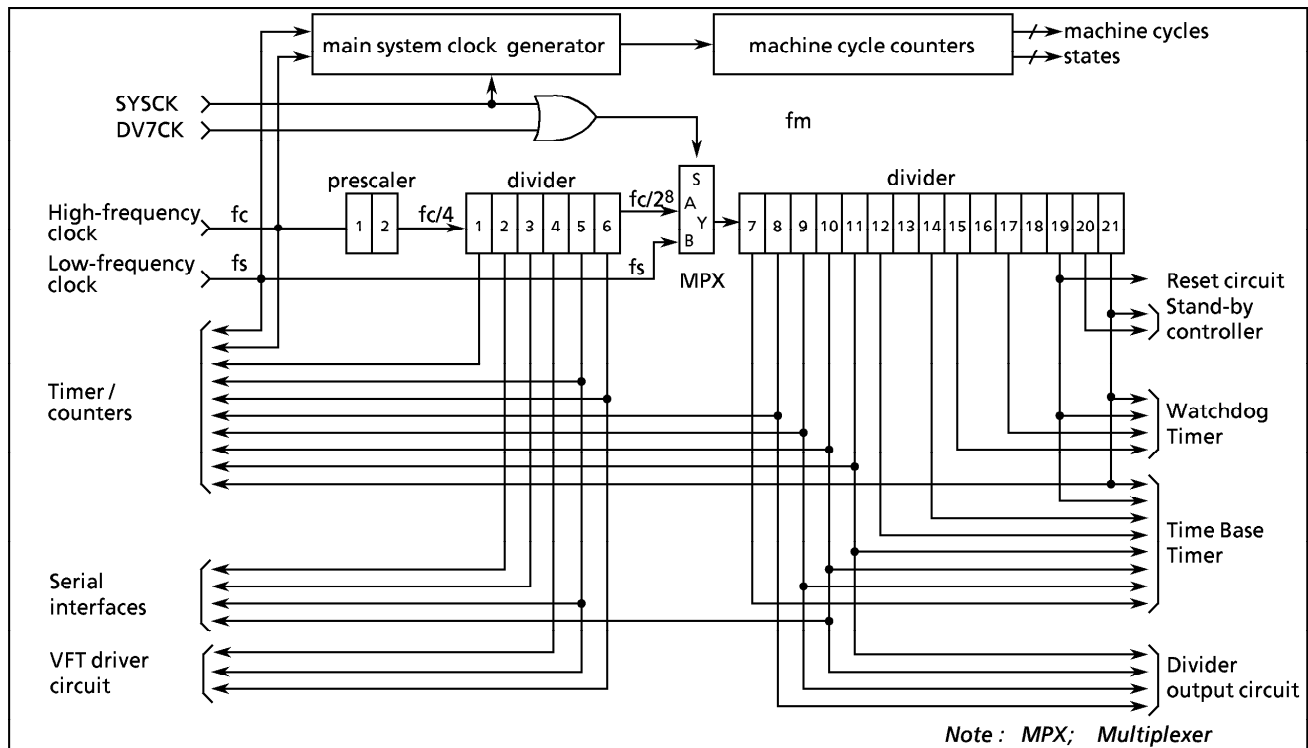 main system clock generator
machine cycle counters
machine cycles
states
SYSCK
DV7CK
fm
prescaler
divider
divider
High-frequency
clock
fc
1 2
fc/4
1 2 3 4 5 6
fc/2⁸
S
A
Y
B
MPX
7 8 9 10 11 12 13 14 15 16 17 18 19 20 21
Low-frequency
clock
fs
fs
Reset circuit
Stand-by
controller
Timer /
counters
Watchdog
Timer
Time Base
Timer
Serial
interfaces
VFT driver
circuit
Divider
output circuit
Note : MPX; Multiplexer